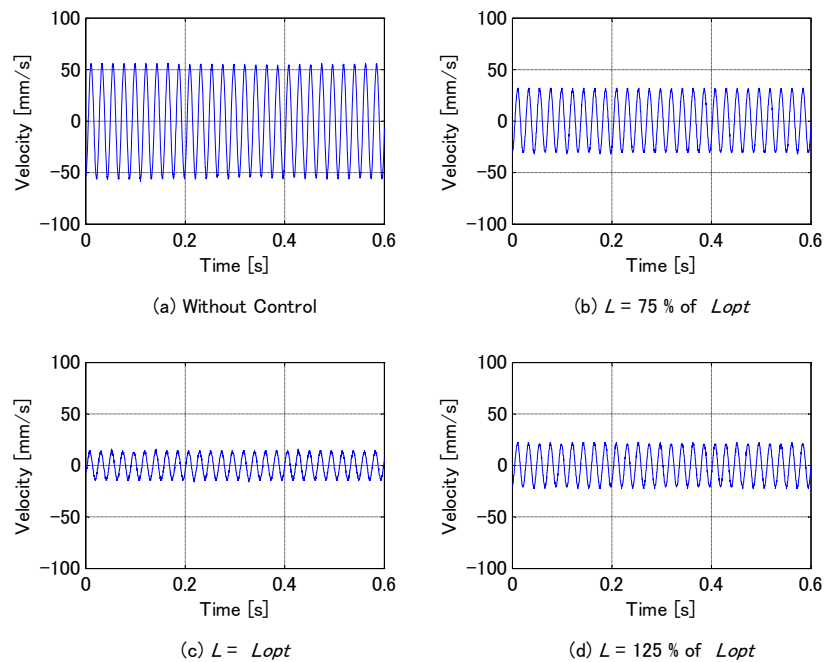 100
50
0
−50
−100
Velocity [mm/s]
0 0.2 0.4 0.6
Time [s]
(a) Without Control
100
50
0
−50
−100
Velocity [mm/s]
0 0.2 0.4 0.6
Time [s]
(b) L = 75 % of Lopt
100
50
0
−50
−100
Velocity [mm/s]
0 0.2 0.4 0.6
Time [s]
(c) L = Lopt
100
50
0
−50
−100
Velocity [mm/s]
0 0.2 0.4 0.6
Time [s]
(d) L = 125 % of Lopt